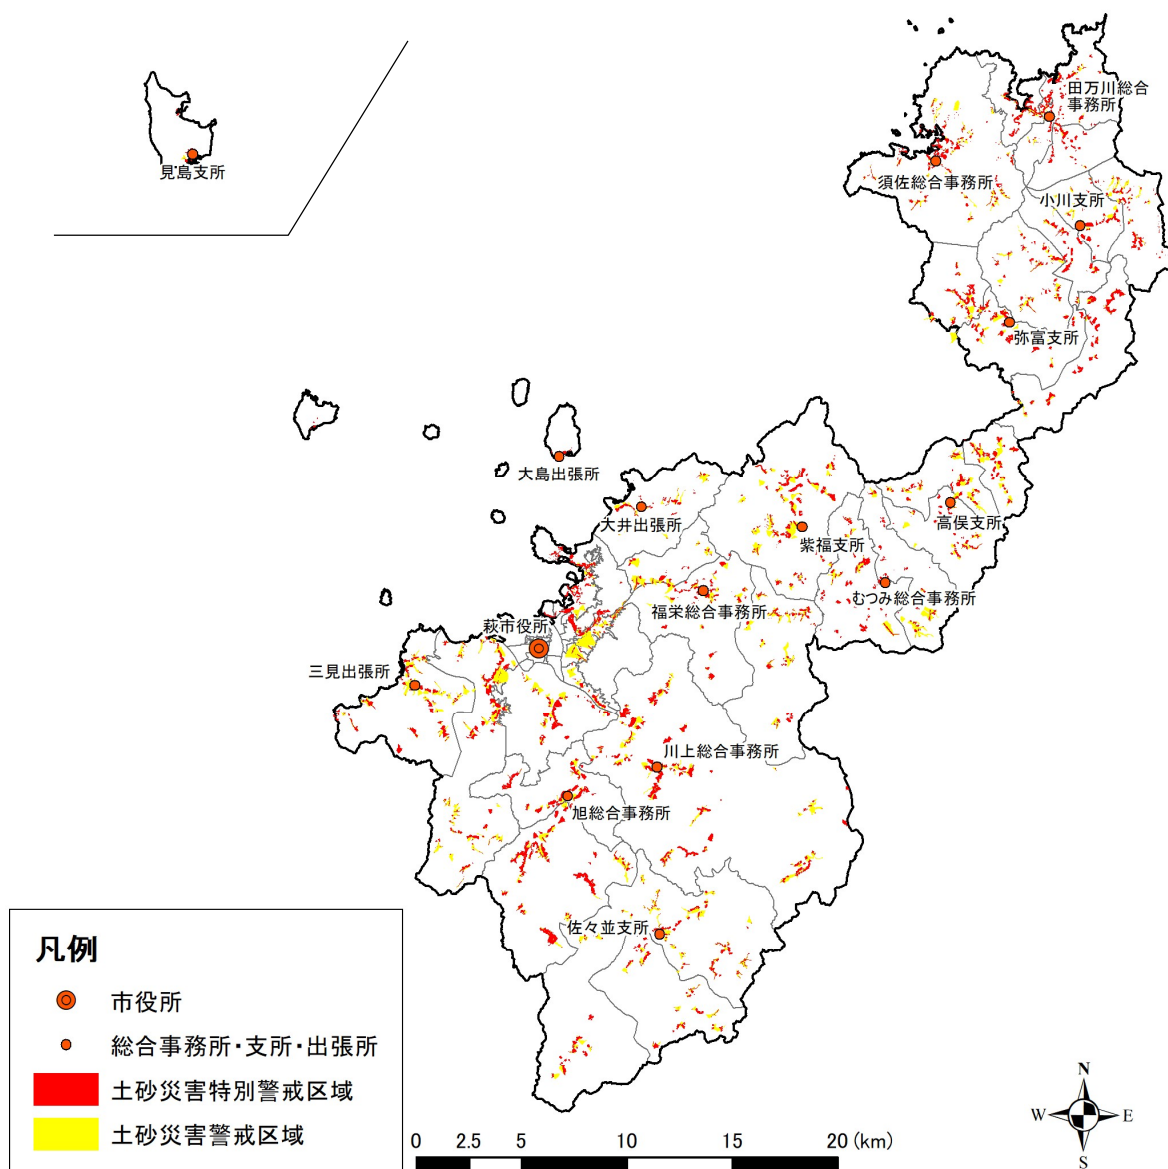 田万川総合
事務所
見島支所
須佐総合事務所
小川支所
弥富支所
大島出張所
大井出張所
紫福支所
高俣支所
むつみ総合事務所
福栄総合事務所
萩市役所
三見出張所
川上総合事務所
旭総合事務所
佐々並支所
凡例
市役所
総合事務所・支所・出張所
土砂災害特別警戒区域
土砂災害警戒区域
0 2.5 5 10 15 20 (km)
N
W E
S